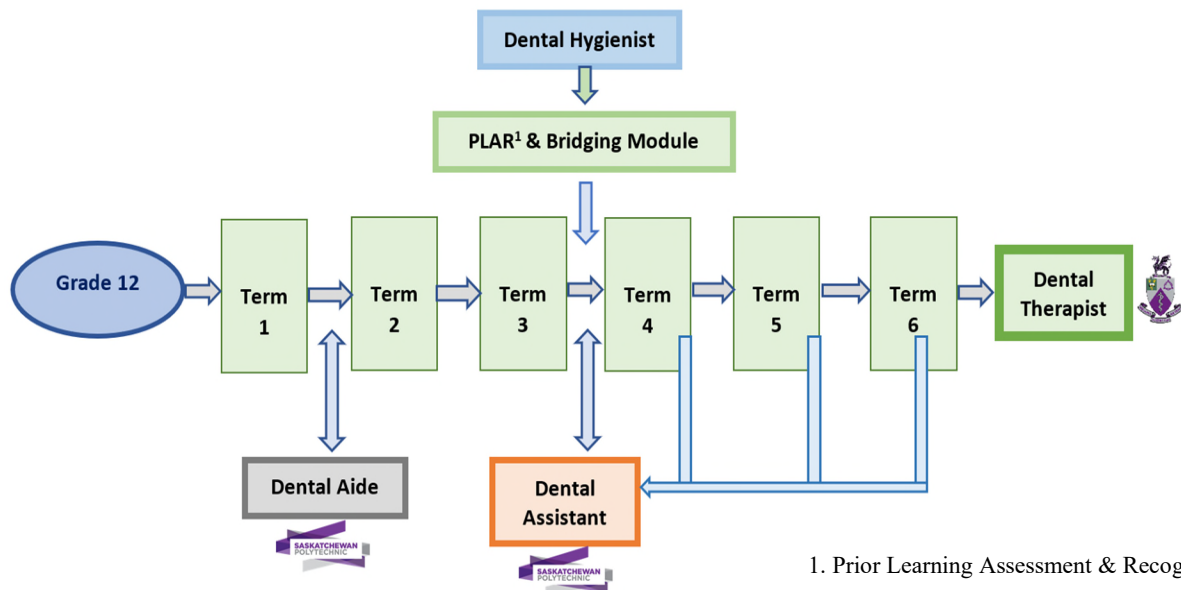 Dental Hygienist
PLAR¹ & Bridging Module
Grade 12
Term
1
Term
2
Term
3
Term
4
Term
5
Term
6
Dental
Therapist
Dental Aide
SASKATCHEWAN
POLYTECHNIC
Dental
Assistant
SASKATCHEWAN
POLYTECHNIC
1. Prior Learning Assessment & Recog